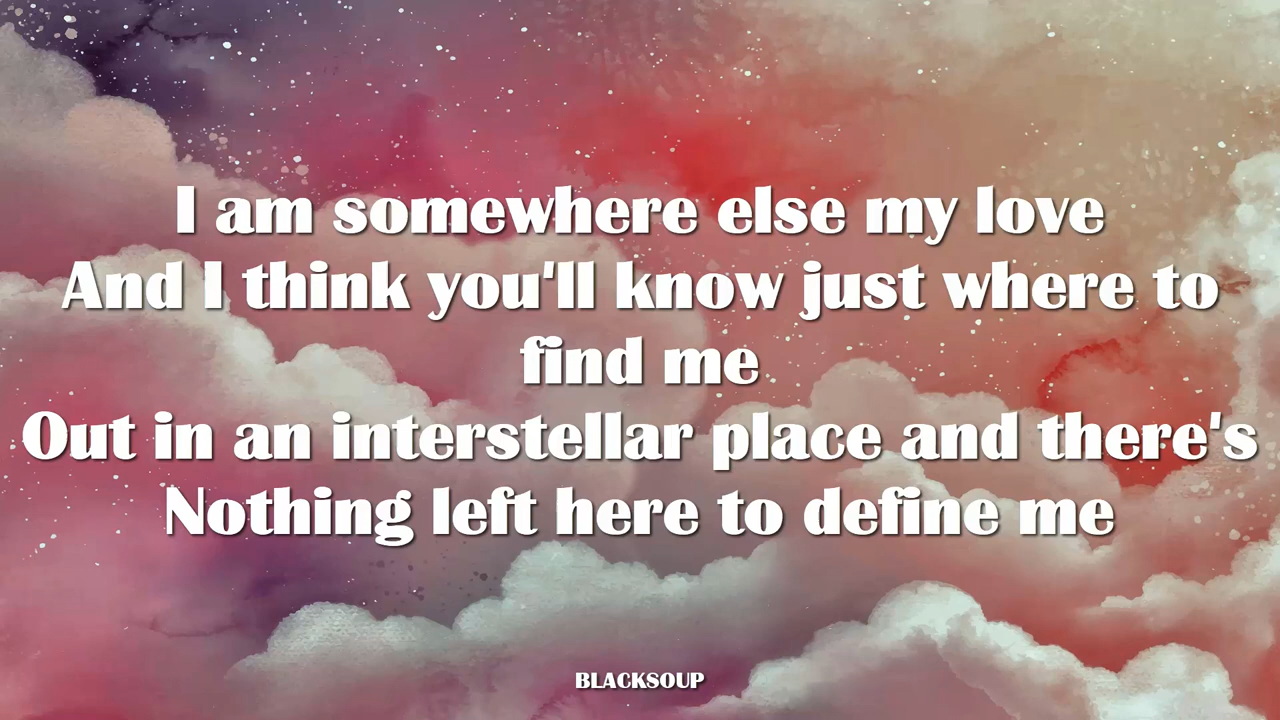 I am somewhere else my love
And I think you'll know just where to
find me
Out in an interstellar place and there's
Nothing left here to define me
BLACKSOUP